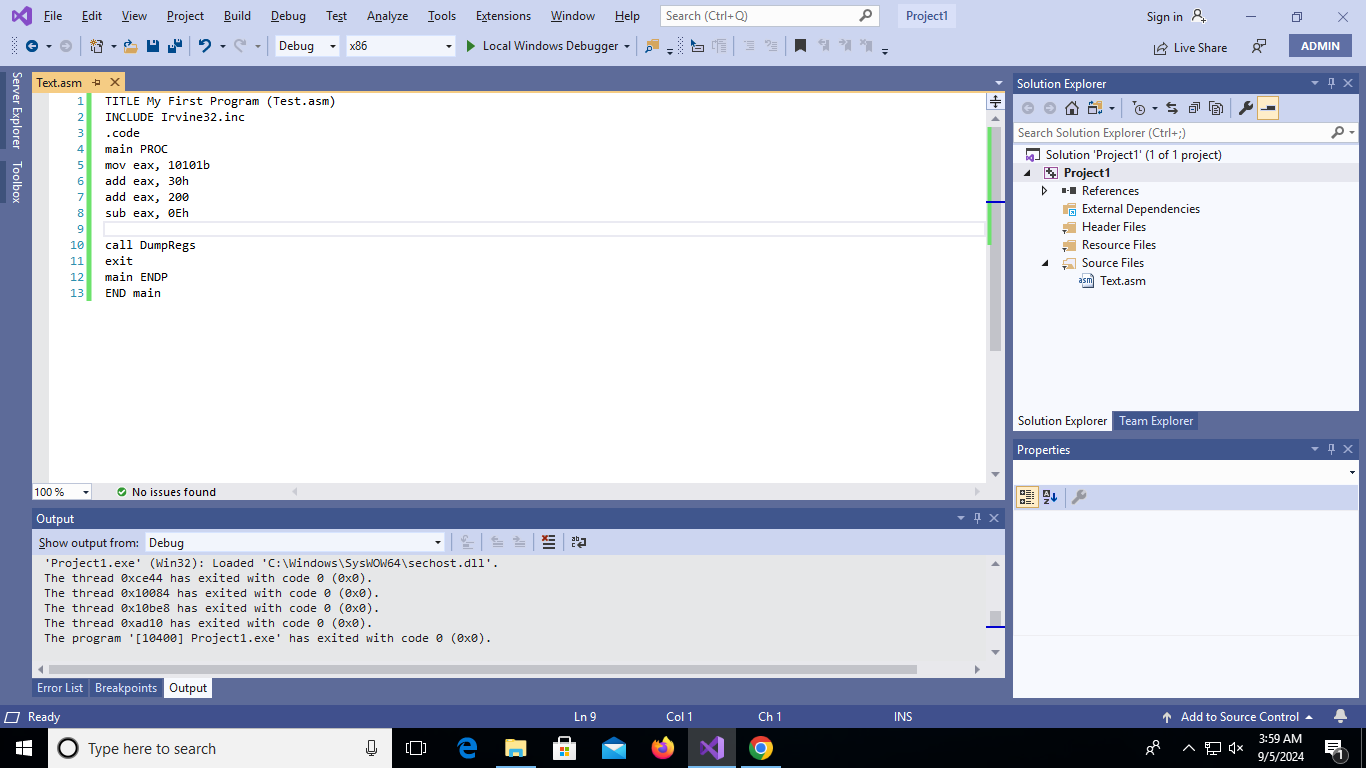 File Edit View Project Build Debug Test Analyze Tools Extensions Window Help Search (Ctrl+Q) Project1 Sign in
Debug x86 Local Windows Debugger Live Share ADMIN
Server Explorer
Toolbox
Text.asm
1 TITLE My First Program (Test.asm)
2 INCLUDE Irvine32.inc
3 .code
4 main PROC
5 mov eax, 10101b
6 add eax, 30h
7 add eax, 200
8 sub eax, 0Eh
9
10 call DumpRegs
11 exit
12 main ENDP
13 END main
100 % No issues found
Output
Show output from: Debug
'Project1.exe' (Win32): Loaded 'C:\Windows\SysWOW64\sechost.dll'.
The thread 0xce44 has exited with code 0 (0x0).
The thread 0x10084 has exited with code 0 (0x0).
The thread 0x10be8 has exited with code 0 (0x0).
The thread 0xad10 has exited with code 0 (0x0).
The program '[10400] Project1.exe' has exited with code 0 (0x0).
Error List Breakpoints Output
Solution Explorer
Search Solution Explorer (Ctrl+;)
Solution 'Project1' (1 of 1 project)
Project1
References
External Dependencies
Header Files
Resource Files
Source Files
asm Text.asm
Solution Explorer Team Explorer
Properties
Ready Ln 9 Col 1 Ch 1 INS Add to Source Control
Type here to search
3:59 AM
9/5/2024
1